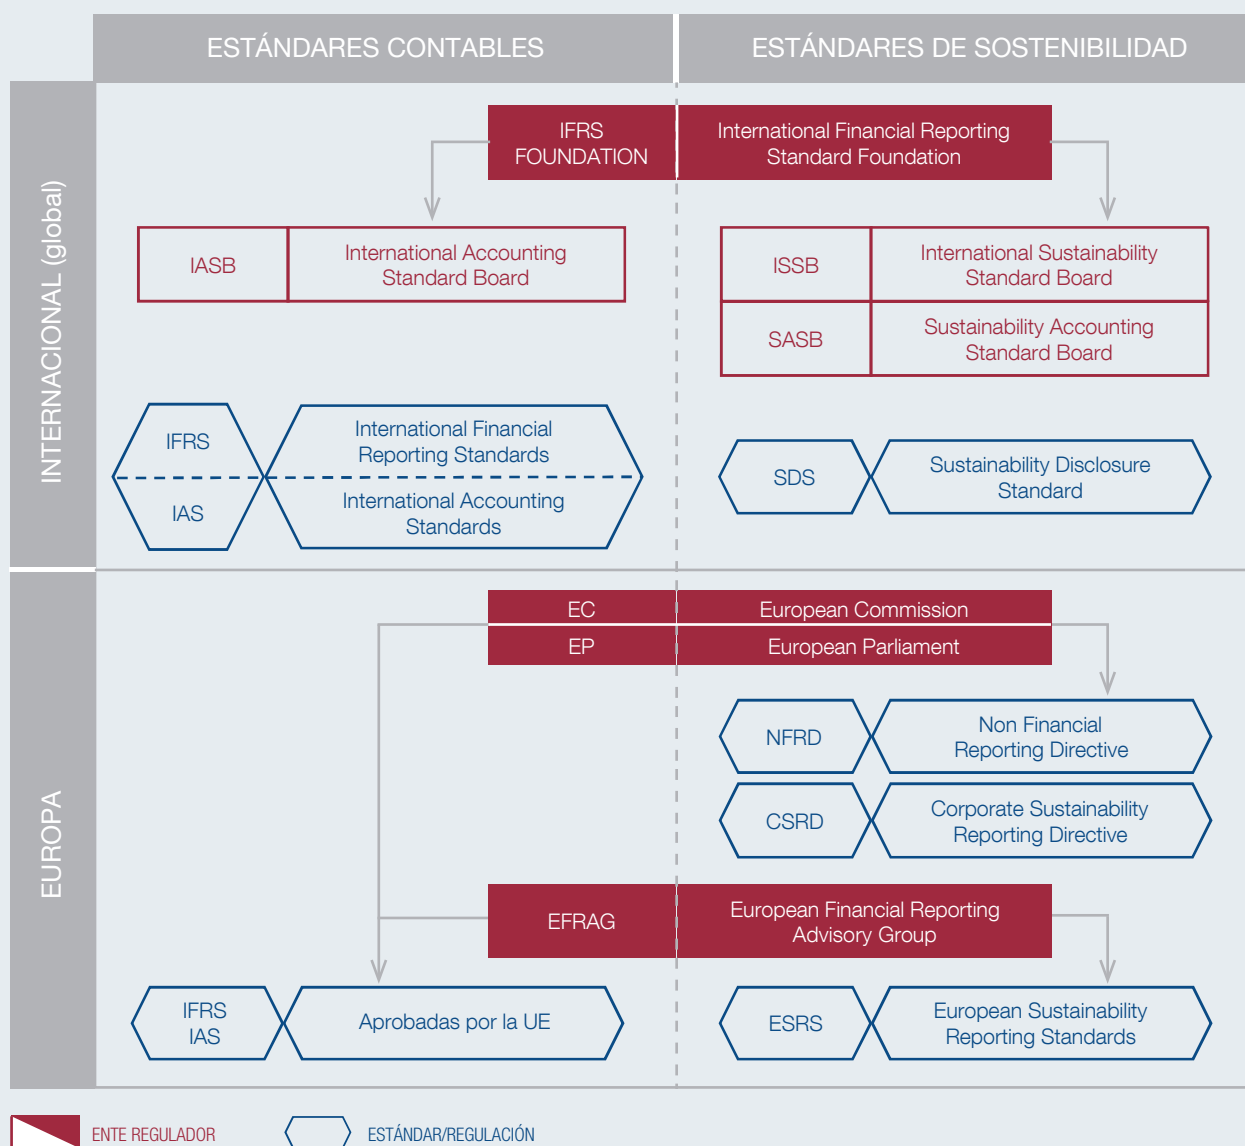 ESTÁNDARES CONTABLES
ESTÁNDARES DE SOSTENIBILIDAD
INTERNACIONAL (global)
IFRS
FOUNDATION
International Financial Reporting
Standard Foundation
IASB
International Accounting
Standard Board
ISSB
International Sustainability
Standard Board
SASB
Sustainability Accounting
Standard Board
IFRS
International Financial
Reporting Standards
IAS
International Accounting
Standards
SDS
Sustainability Disclosure
Standard
EUROPA
EC
European Commission
EP
European Parliament
NFRD
Non Financial
Reporting Directive
CSRD
Corporate Sustainability
Reporting Directive
EFRAG
European Financial Reporting
Advisory Group
IFRS
IAS
Aprobadas por la UE
ESRS
European Sustainability
Reporting Standards
ENTE REGULADOR
ESTÁNDAR/REGULACIÓN